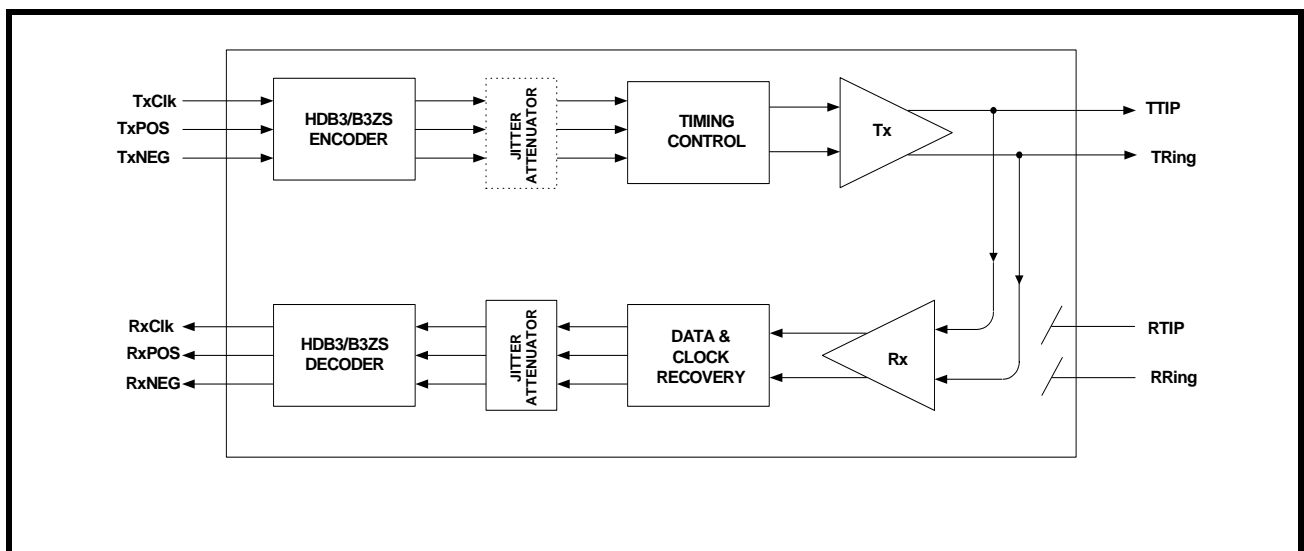 TxClk
TxPOS
TxNEG
HDB3/B3ZS
ENCODER
JITTER
ATTENUATOR
TIMING
CONTROL
Tx
TTIP
TRing
RxClk
RxPOS
RxNEG
HDB3/B3ZS
DECODER
JITTER
ATTENUATOR
DATA &
CLOCK
RECOVERY
Rx
RTIP
RRing